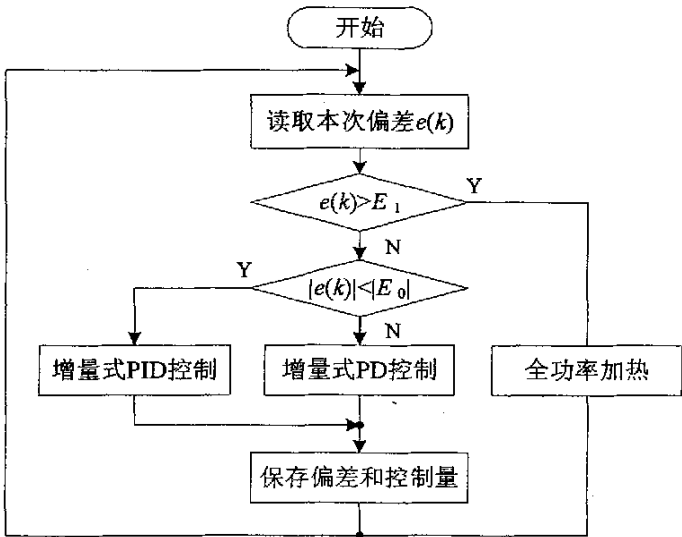 开始
读取本次偏差e(k)
e(k)>E₁
Y
N
|e(k)|<|E₀|
Y
N
增量式PID控制
增量式PD控制
全功率加热
保存偏差和控制量